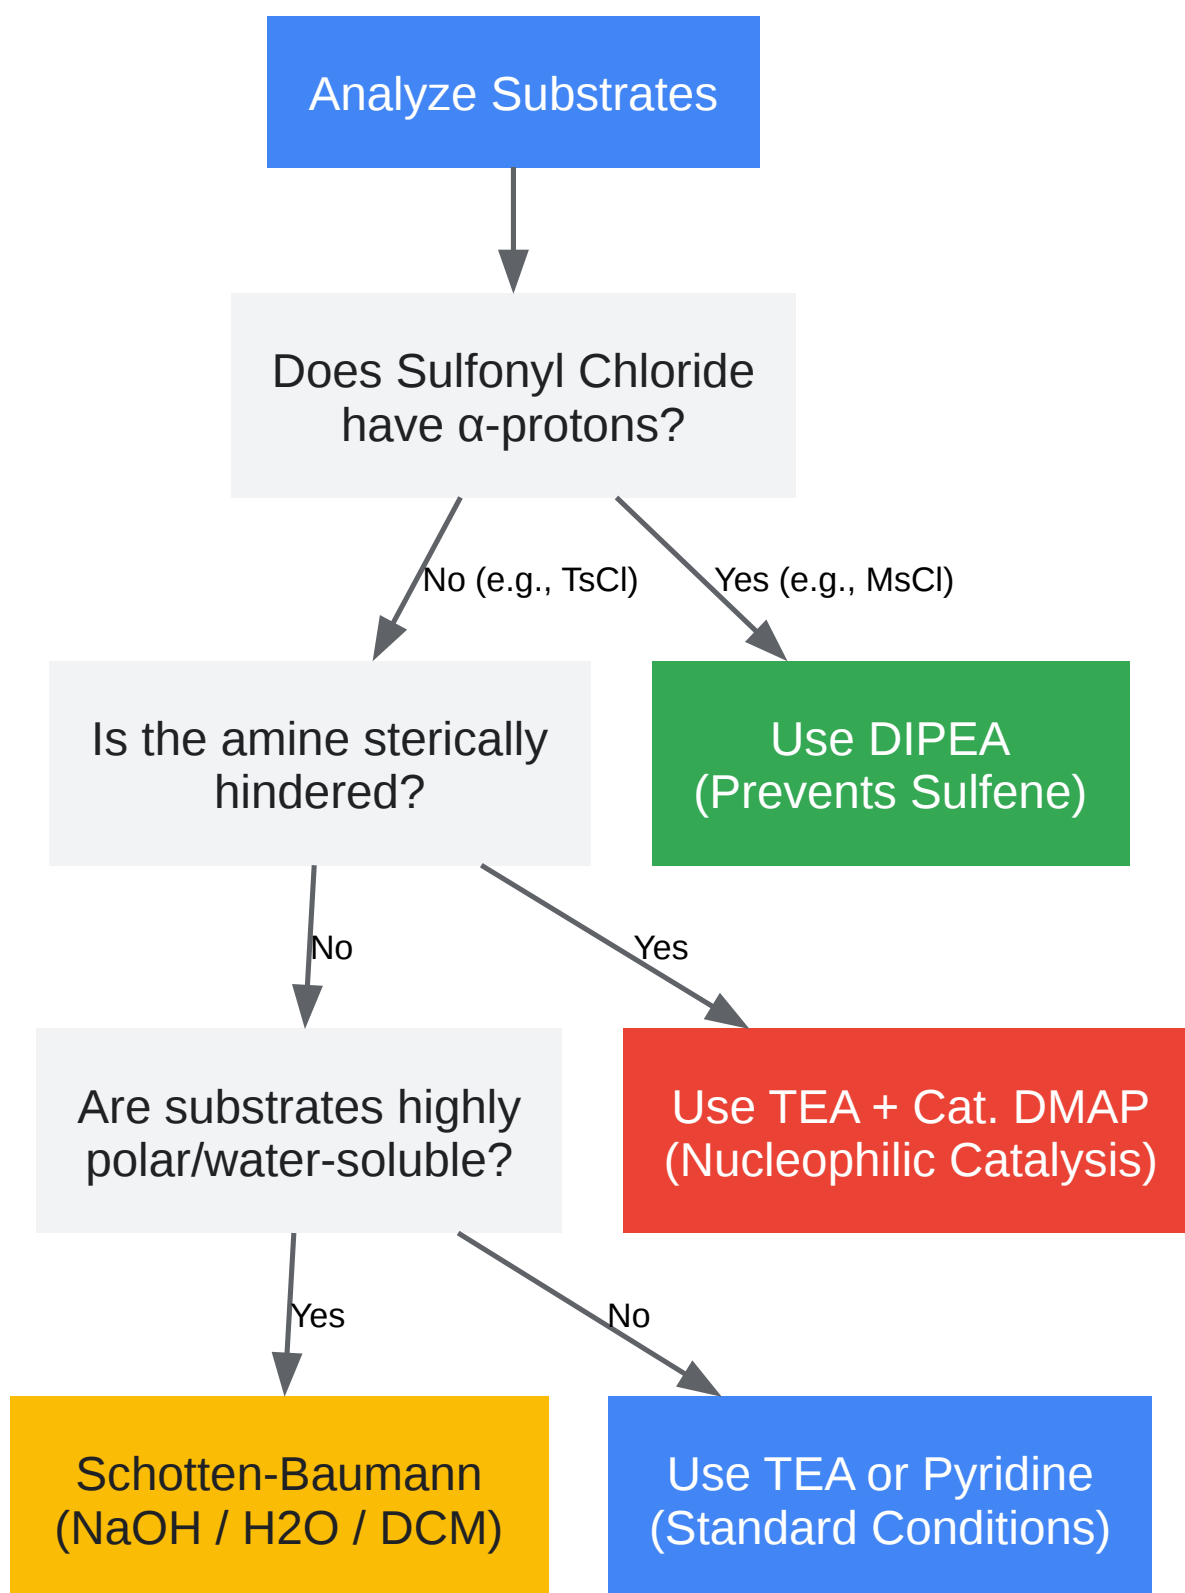 Analyze Substrates
Does Sulfonyl Chloride
have α-protons?
No (e.g., TsCl)
Yes (e.g., MsCl)
Is the amine sterically
hindered?
Use DIPEA
(Prevents Sulfene)
No
Yes
Are substrates highly
polar/water-soluble?
Use TEA + Cat. DMAP
(Nucleophilic Catalysis)
Yes
No
Schotten-Baumann
(NaOH / H2O / DCM)
Use TEA or Pyridine
(Standard Conditions)